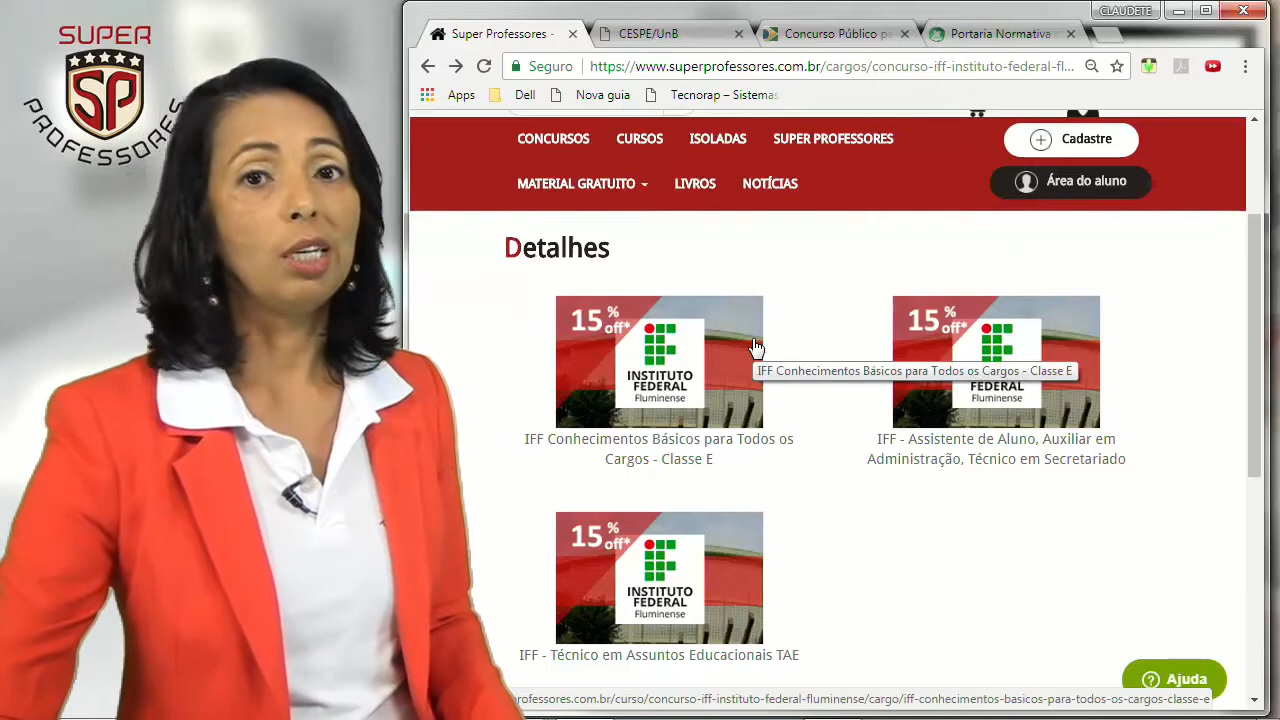 SUPER
SP
PROFESSORES
CLAUDETE
Super Professores -
CESPE/UnB
Concurso Público pa
Portaria Normativa
Seguro
https://www.superprofessores.com.br/cargos/concurso-iff-instituto-federal-fl...
Apps
Dell
Nova guia
Tecnorap – Sistemas
CONCURSOS
CURSOS
ISOLADAS
SUPER PROFESSORES
Cadastre
MATERIAL GRATUITO
LIVROS
NOTÍCIAS
Área do aluno
Detalhes
15 % off*
INSTITUTO
FEDERAL
Fluminense
15 % off*
FEDERAL
Fluminense
IFF Conhecimentos Básicos para Todos os Cargos - Classe E
IFF Conhecimentos Básicos para Todos os
Cargos - Classe E
IFF - Assistente de Aluno, Auxiliar em
Administração, Técnico em Secretariado
15 % off*
INSTITUTO
FEDERAL
Fluminense
IFF - Técnico em Assuntos Educacionais TAE
Ajuda
professores.com.br/curso/concurso-iff-instituto-federal-fluminense/cargo/iff-conhecimentos-basicos-para-todos-os-cargos-classe-e